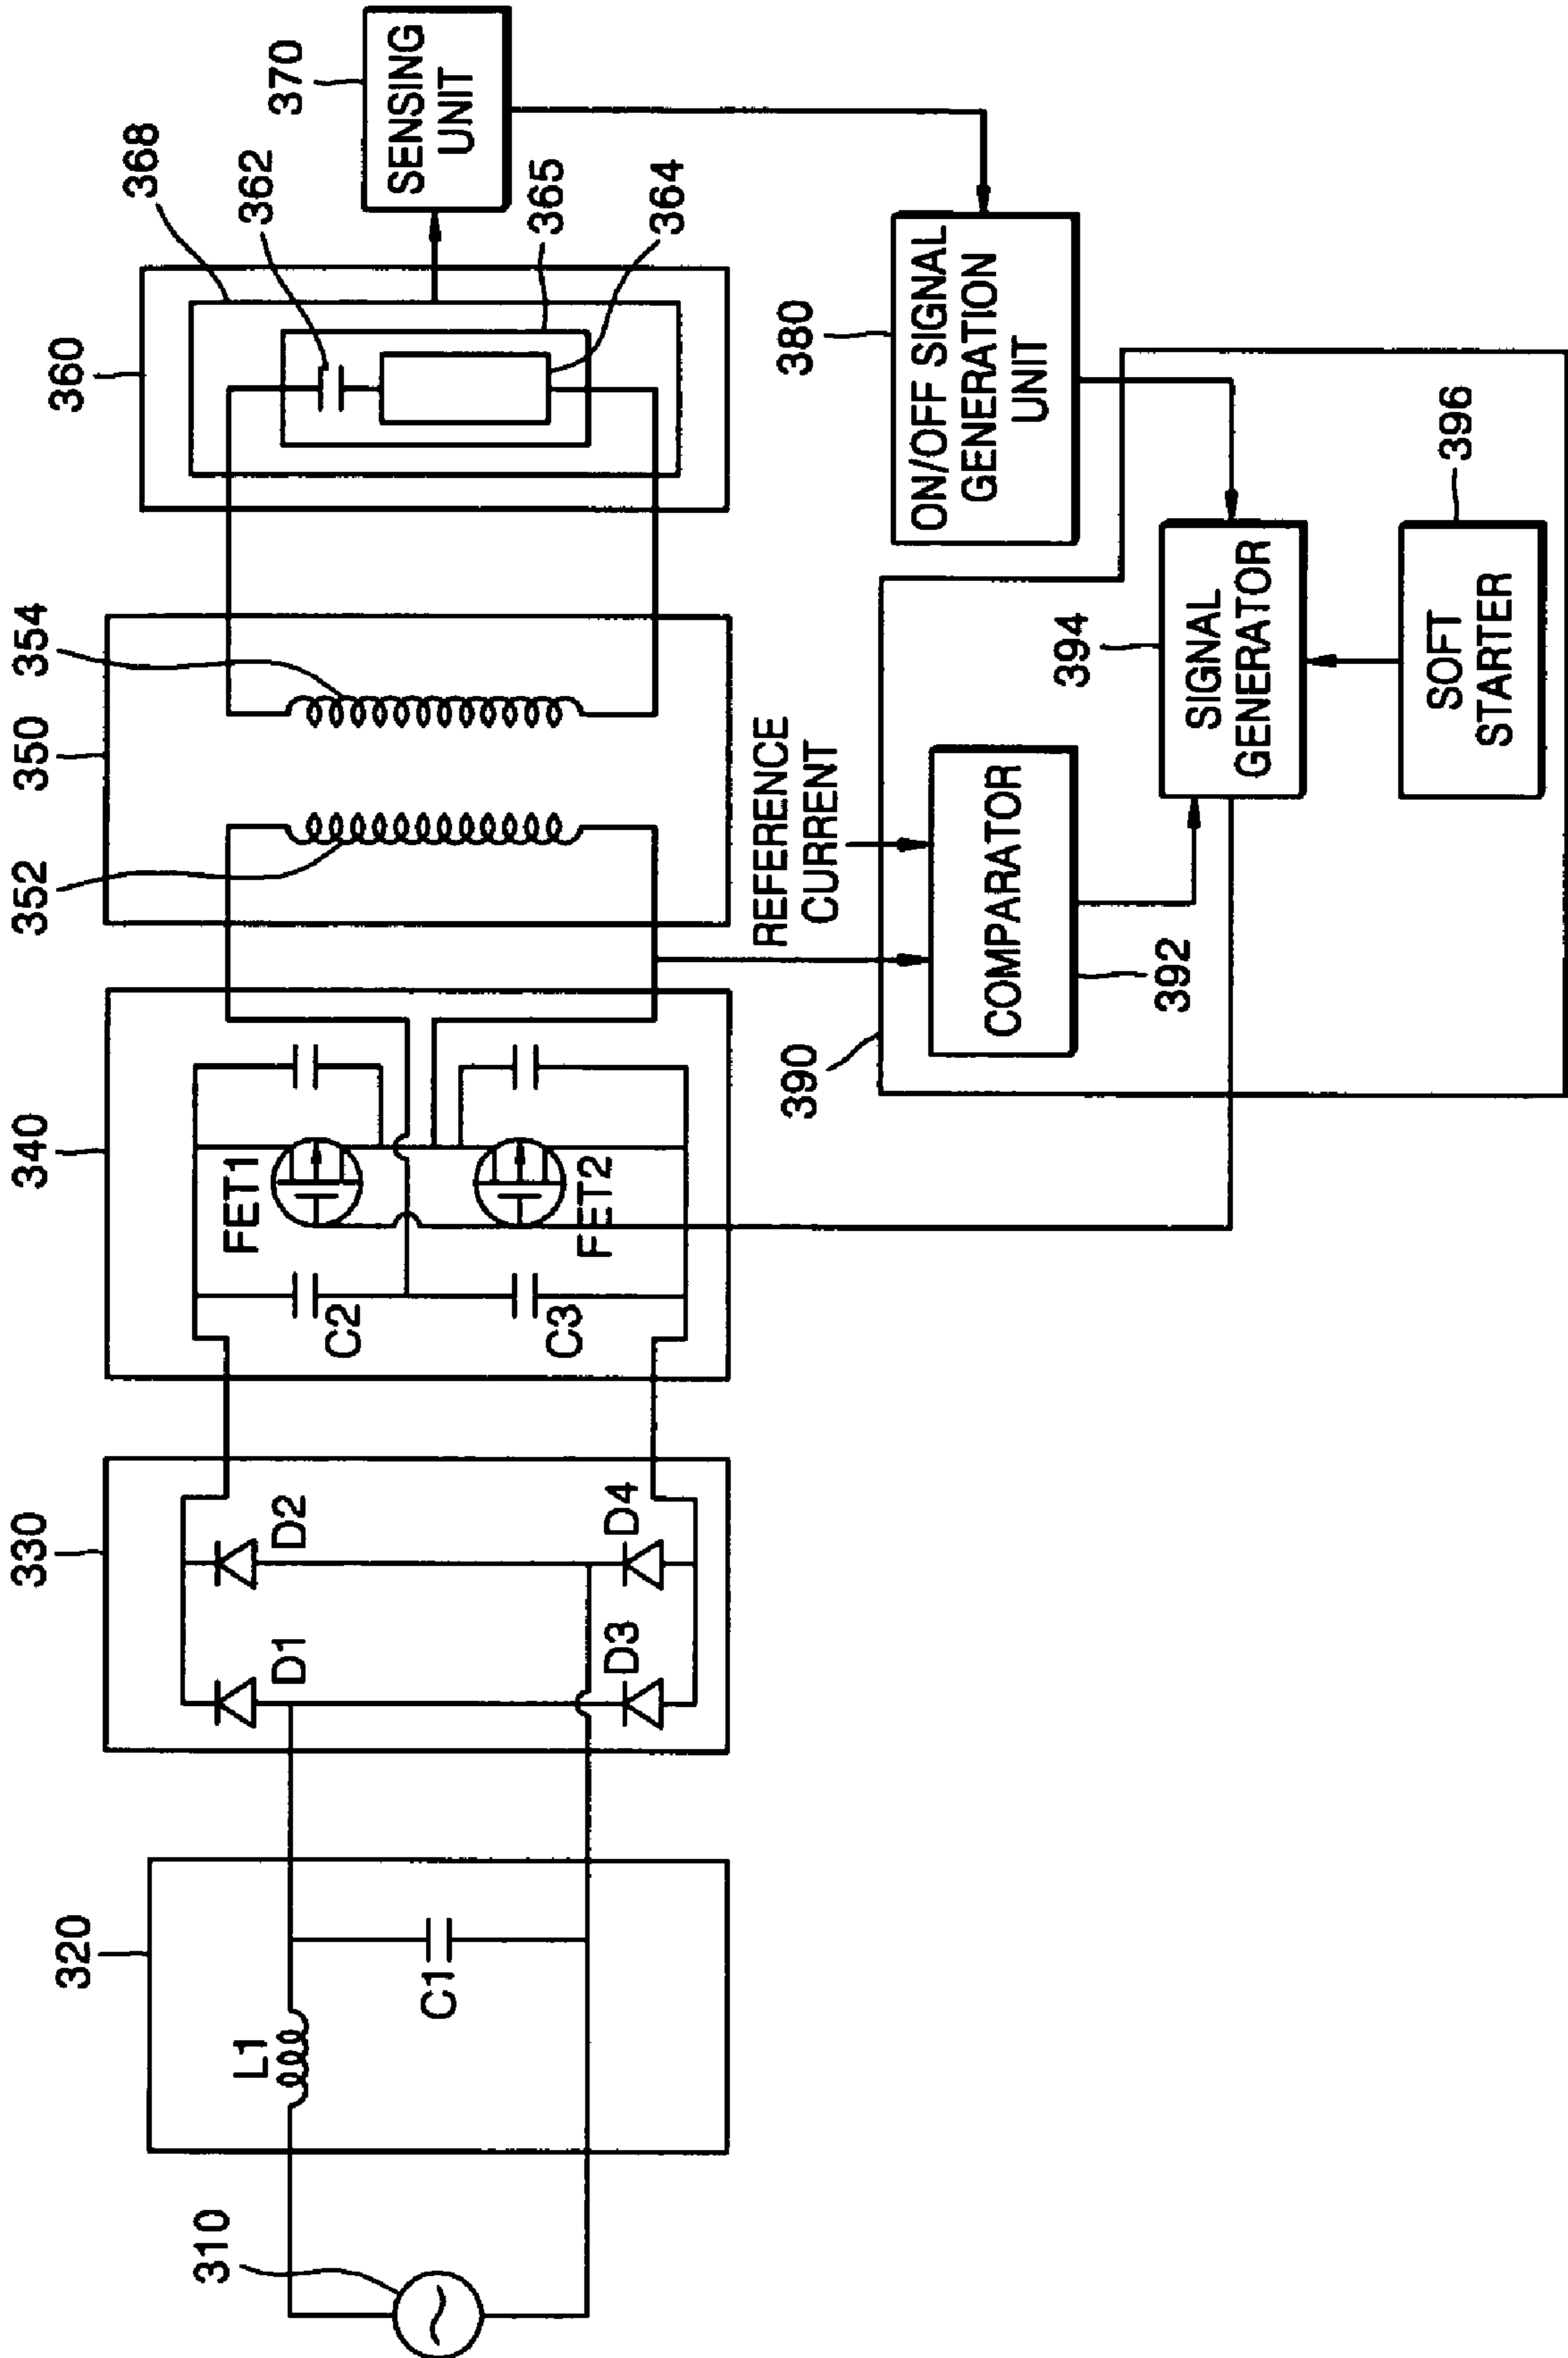 310
320
L1
C1
330
D1
D2
D3
D4
340
FET1
FET2
C2
C3
350
352
354
360
368
362
365
364
370
SENSING
UNIT
380
ON/OFF SIGNAL
GENERATION
UNIT
REFERENCE
CURRENT
390
COMPARATOR
392
394
SIGNAL
GENERATOR
396
SOFT
STARTER